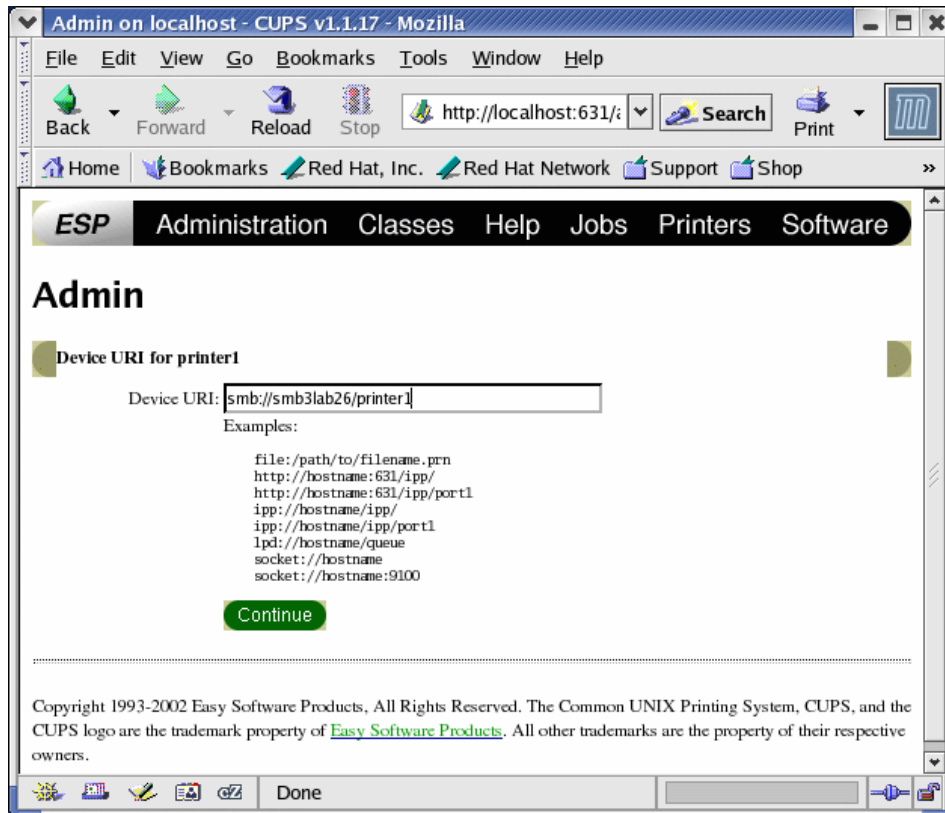 Admin on localhost - CUPS v1.1.17 - Mozilla
File Edit View Go Bookmarks Tools Window Help
Back Forward Reload Stop http://localhost:631/a Search Print
Home Bookmarks Red Hat, Inc. Red Hat Network Support Shop »
ESP Administration Classes Help Jobs Printers Software
Admin
Device URI for printer1
Device URI: smb://smb3lab26/printer1
Examples:
file:/path/to/filename.prn
http://hostname:631/ipp/
http://hostname:631/ipp/port1
ipp://hostname/ipp/
ipp://hostname/ipp/port1
lpd://hostname/queue
socket://hostname
socket://hostname:9100
Continue
Copyright 1993-2002 Easy Software Products, All Rights Reserved. The Common UNIX Printing System, CUPS, and the
CUPS logo are the trademark property of Easy Software Products. All other trademarks are the property of their respective
owners.
Done